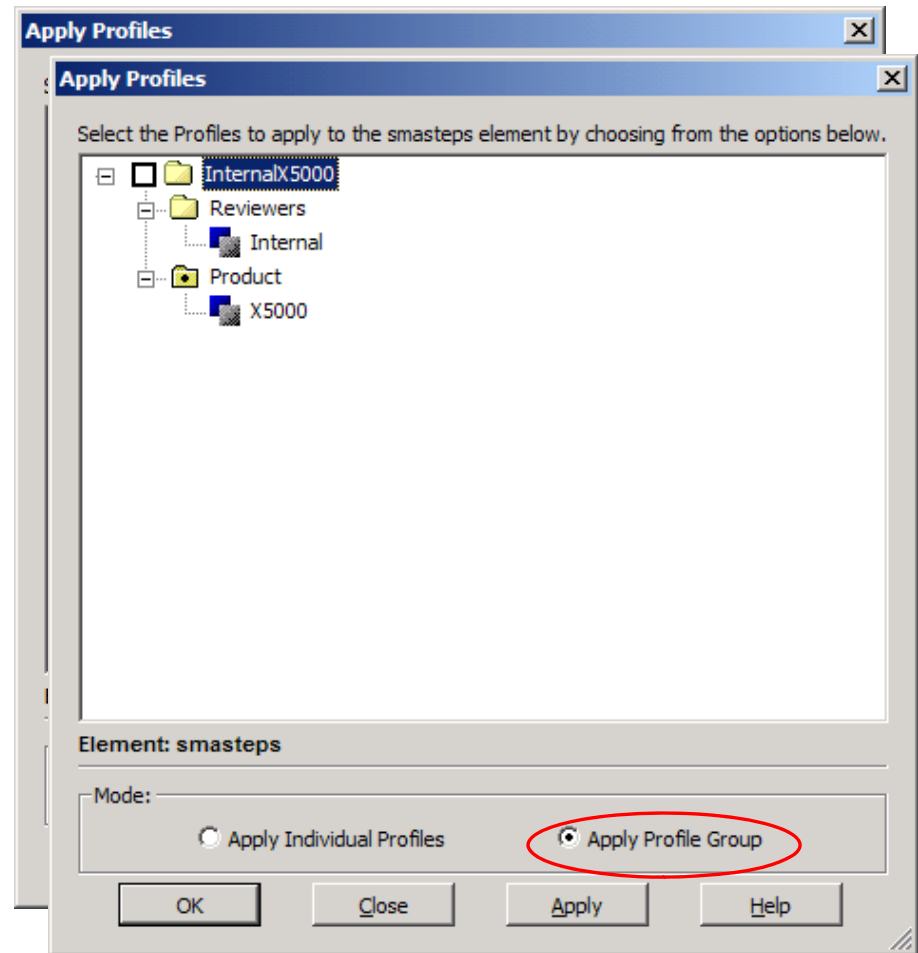 Apply Profiles
Apply Profiles
Select the Profiles to apply to the smasteps element by choosing from the options below.
InternalX5000
Reviewers
Internal
Product
X5000
Element: smasteps
Mode:
Apply Individual Profiles
Apply Profile Group
OK
Close
Apply
Help